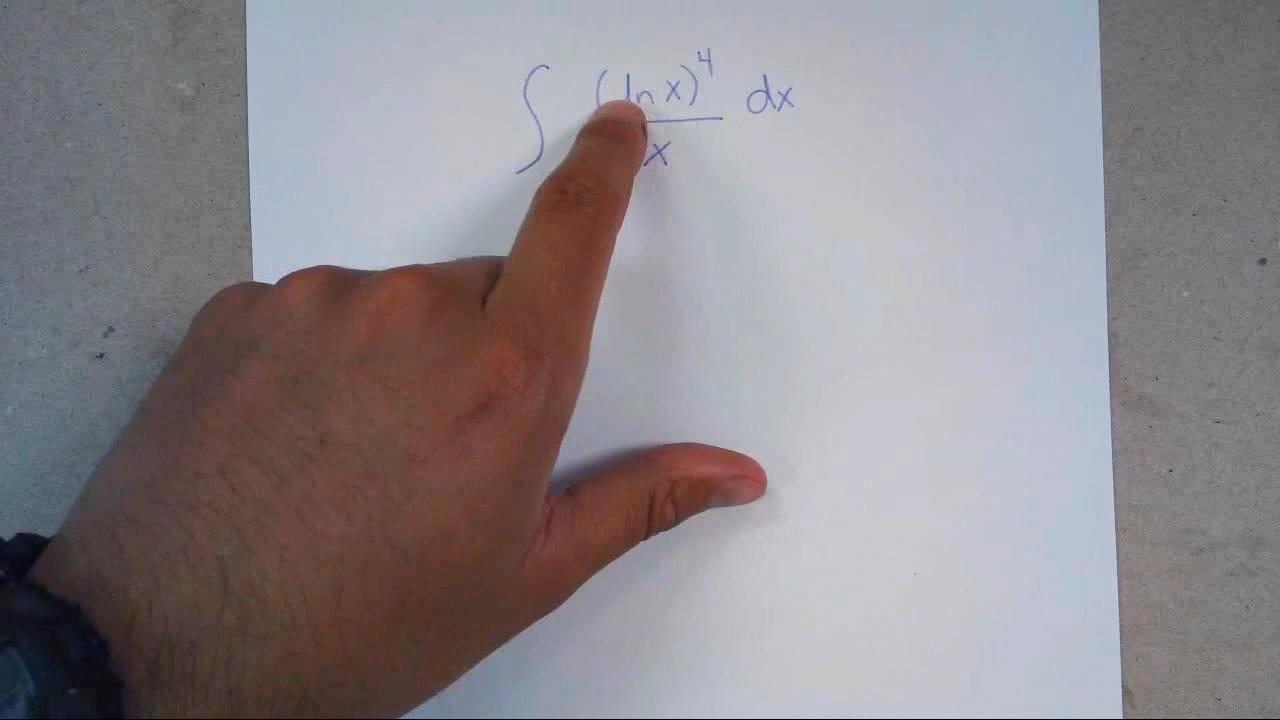 ∫ (ln x)^4 / x dx